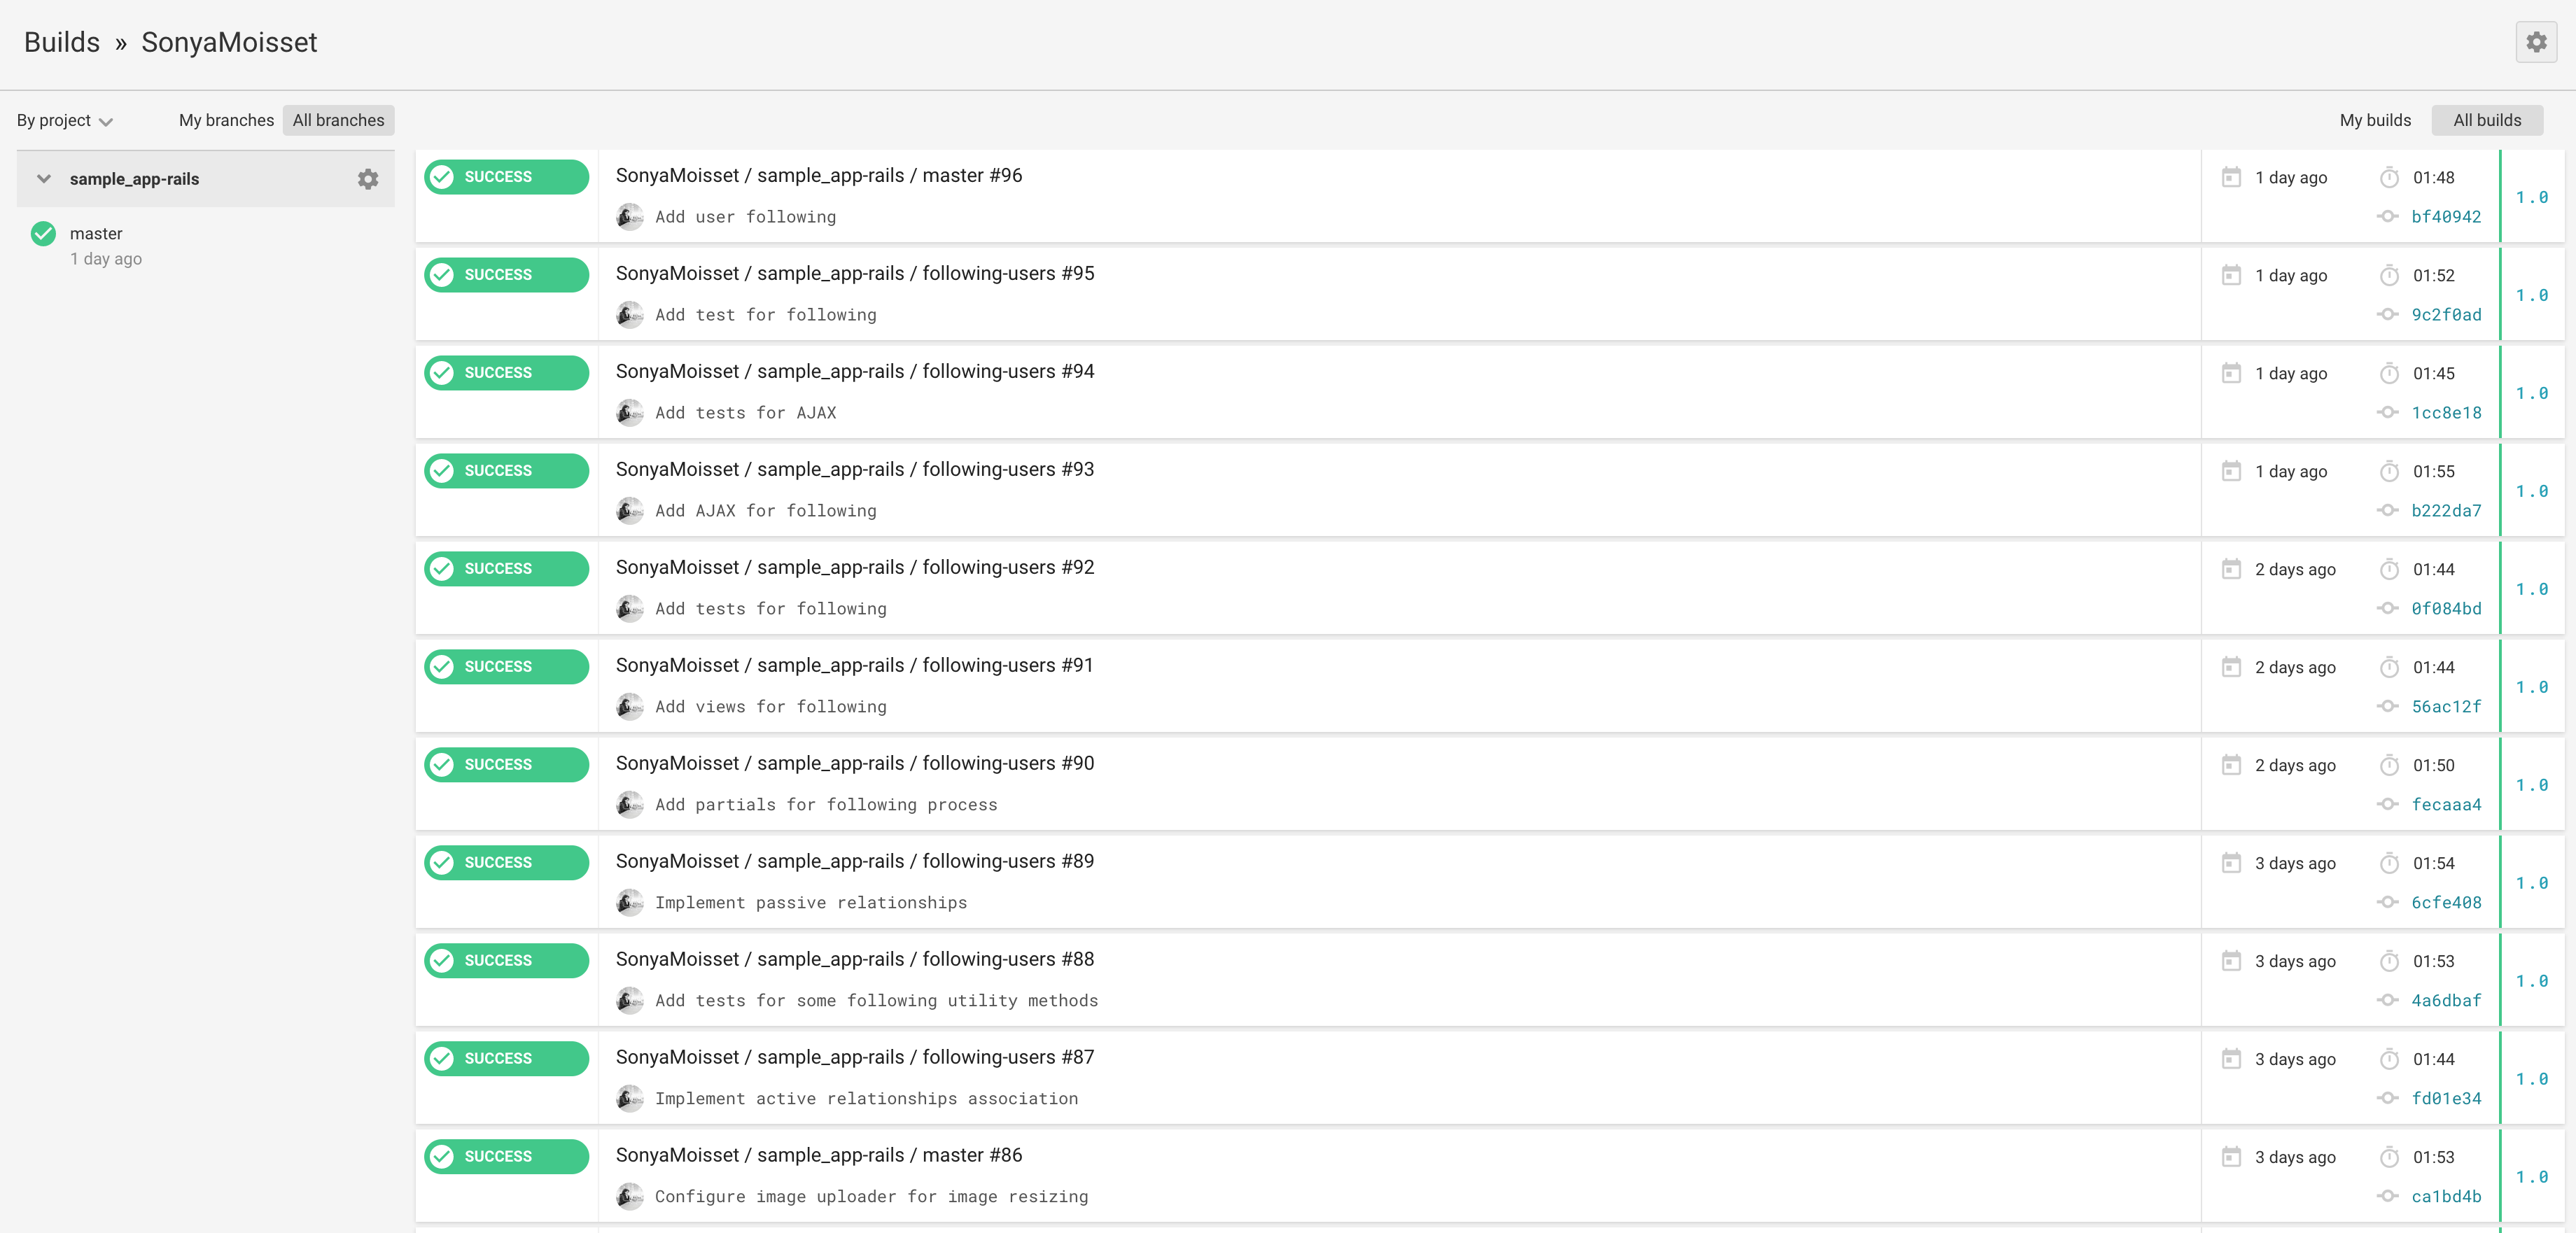 Builds » SonyaMoisset
By project My branches All branches My builds All builds
sample_app-rails
master
1 day ago
SUCCESS SonyaMoisset / sample_app-rails / master #96 1 day ago 01:48 1.0
Add user following bf40942
SUCCESS SonyaMoisset / sample_app-rails / following-users #95 1 day ago 01:52 1.0
Add test for following 9c2f0ad
SUCCESS SonyaMoisset / sample_app-rails / following-users #94 1 day ago 01:45 1.0
Add tests for AJAX 1cc8e18
SUCCESS SonyaMoisset / sample_app-rails / following-users #93 1 day ago 01:55 1.0
Add AJAX for following b222da7
SUCCESS SonyaMoisset / sample_app-rails / following-users #92 2 days ago 01:44 1.0
Add tests for following 0f084bd
SUCCESS SonyaMoisset / sample_app-rails / following-users #91 2 days ago 01:44 1.0
Add views for following 56ac12f
SUCCESS SonyaMoisset / sample_app-rails / following-users #90 2 days ago 01:50 1.0
Add partials for following process fecaaa4
SUCCESS SonyaMoisset / sample_app-rails / following-users #89 3 days ago 01:54 1.0
Implement passive relationships 6cfe408
SUCCESS SonyaMoisset / sample_app-rails / following-users #88 3 days ago 01:53 1.0
Add tests for some following utility methods 4a6dbaf
SUCCESS SonyaMoisset / sample_app-rails / following-users #87 3 days ago 01:44 1.0
Implement active relationships association fd01e34
SUCCESS SonyaMoisset / sample_app-rails / master #86 3 days ago 01:53 1.0
Configure image uploader for image resizing ca1bd4b